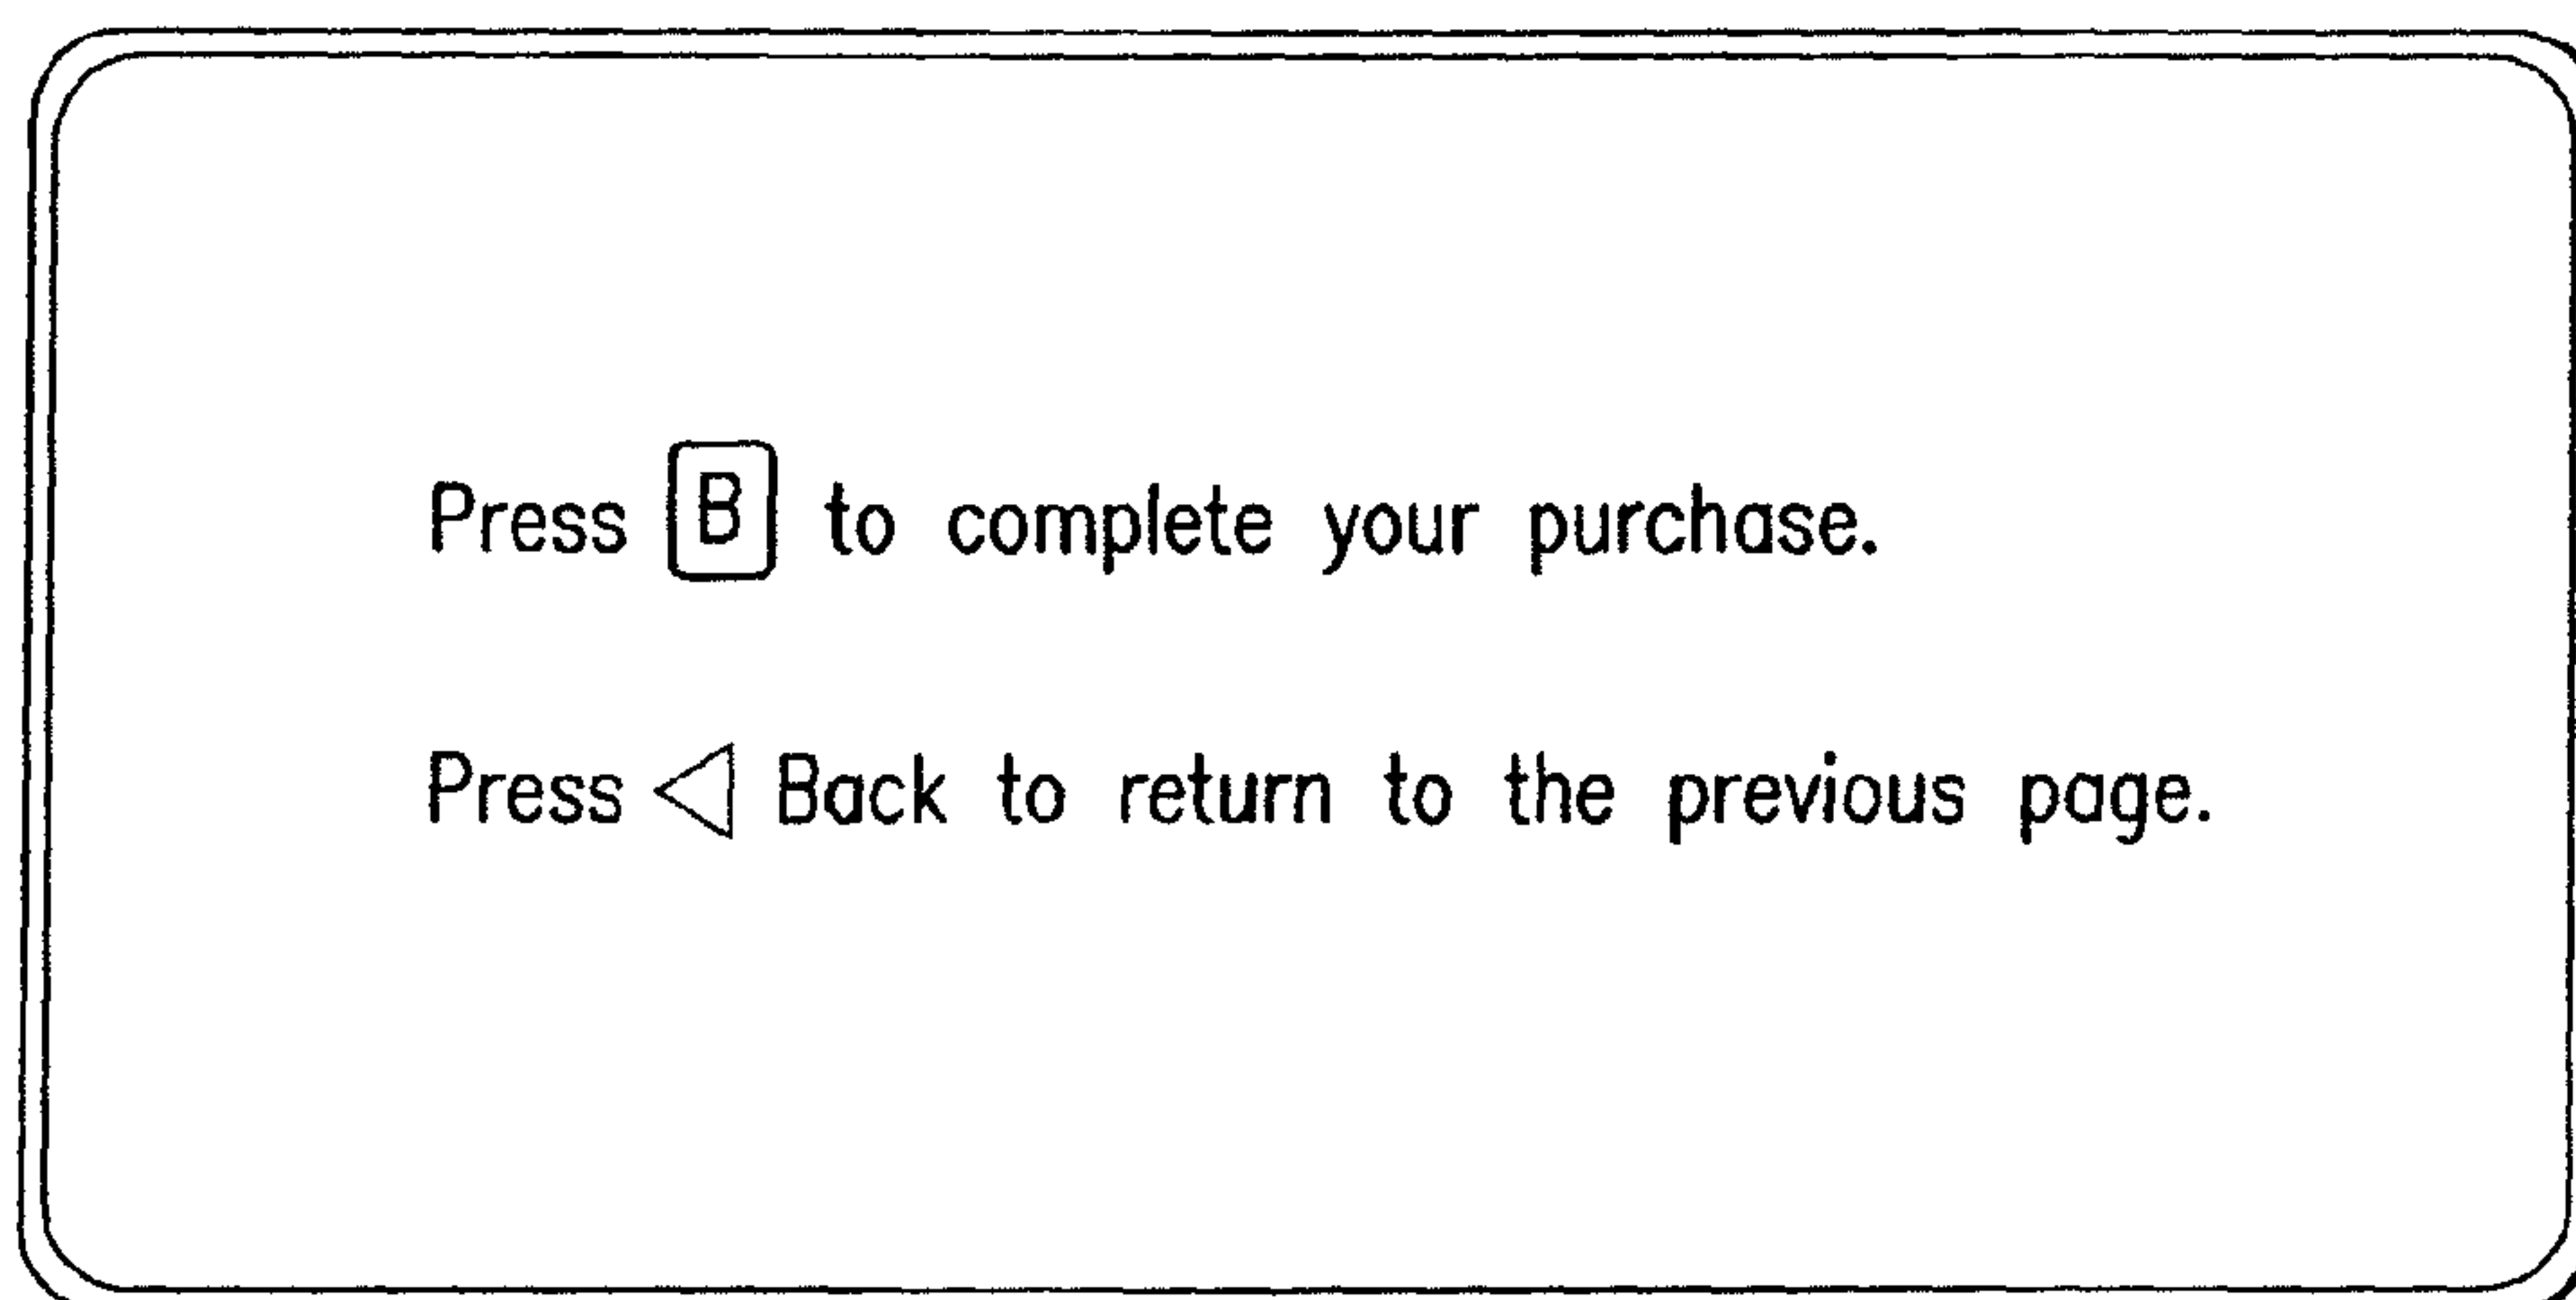 Press B to complete your purchase.
Press ◁ Back to return to the previous page.